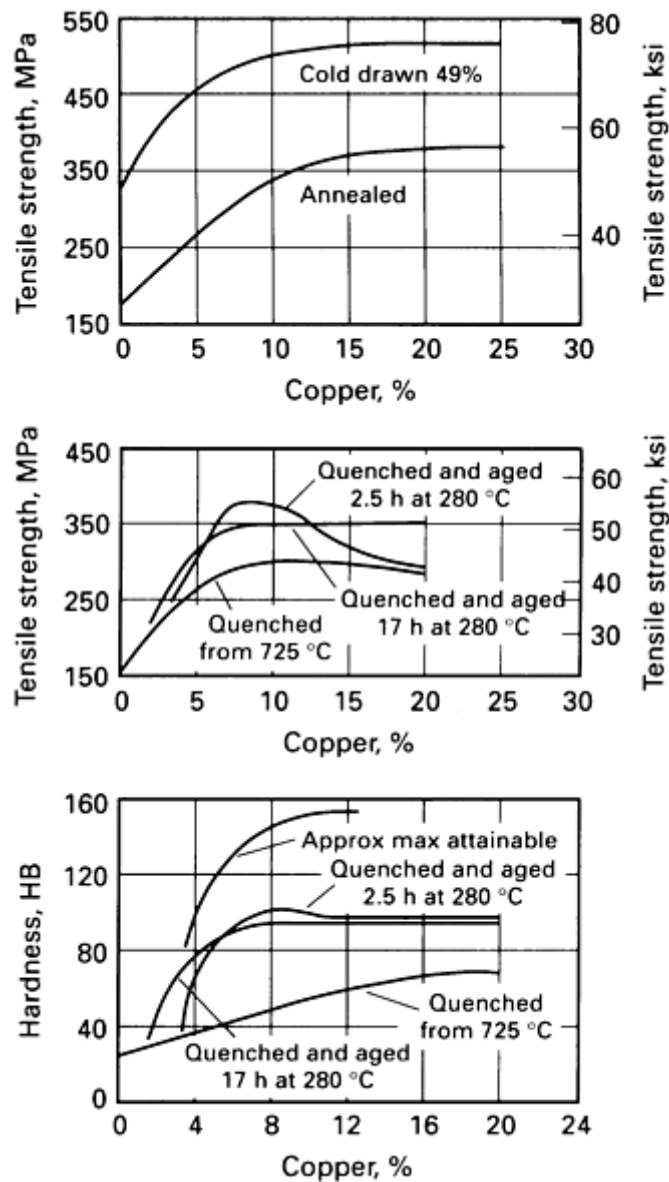 Tensile strength, MPa
550
450
350
250
150
Cold drawn 49%
Annealed
80
60
40
Tensile strength, ksi
0 5 10 15 20 25 30
Copper, %
Tensile strength, MPa
450
350
250
150
Quenched and aged
2.5 h at 280 °C
Quenched
from 725 °C
Quenched and aged
17 h at 280 °C
60
50
40
30
Tensile strength, ksi
0 5 10 15 20 25 30
Copper, %
Hardness, HB
160
120
80
40
0
Approx max attainable
Quenched and aged
2.5 h at 280 °C
Quenched
from 725 °C
Quenched and aged
17 h at 280 °C
0 4 8 12 16 20 24
Copper, %